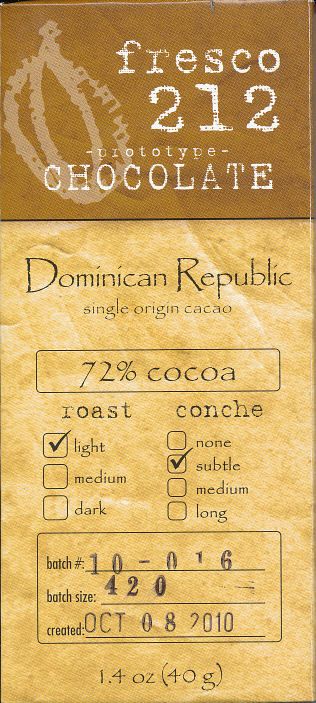 fresco
212
-prototype-
CHOCOLATE
Dominican Republic
single origin cacao
72% cocoa
roast conche
light none
medium subtle
dark medium
long
batch #: 10-016
batch size: 420
created: OCT 08 2010
1.4 oz (40 g)